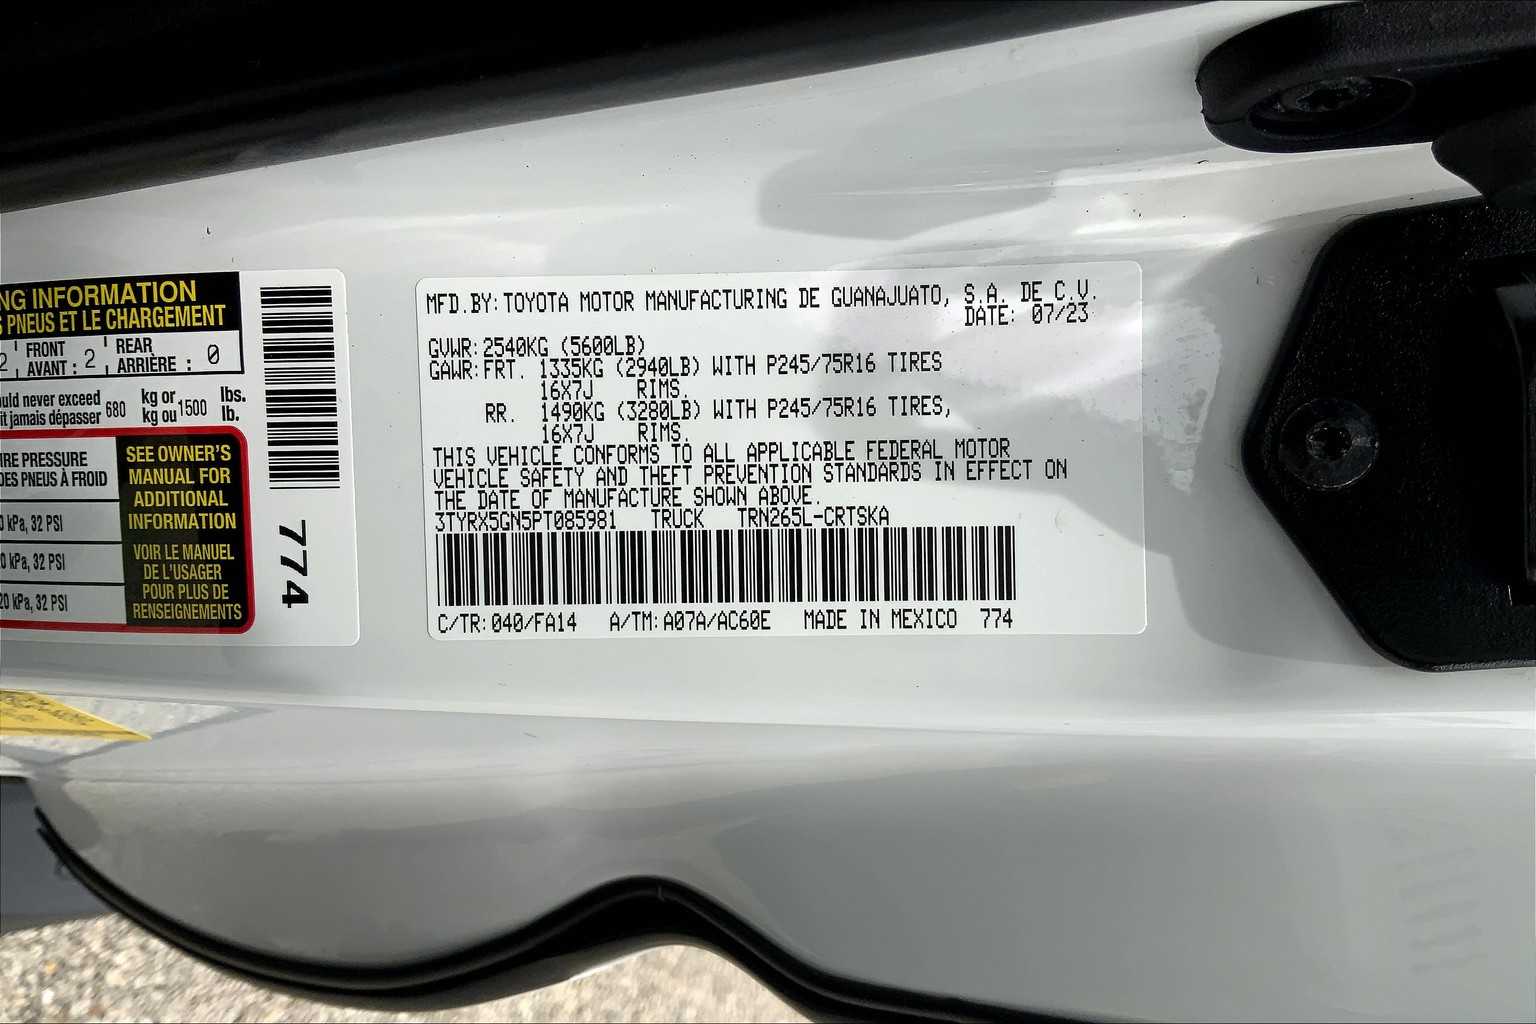 NG INFORMATION
S PNEUS ET LE CHARGEMENT
2 FRONT AVANT : 2 REAR ARRIÈRE : 0
ould never exceed 680 kg or 1500 lbs.
it jamais dépasser kg ou lb.
IRE PRESSURE
DES PNEUS À FROID
0 kPa, 32 PSI
20 kPa, 32 PSI
20 kPa, 32 PSI
SEE OWNER'S
MANUAL FOR
ADDITIONAL
INFORMATION
VOIR LE MANUEL
DE L'USAGER
POUR PLUS DE
RENSEIGNEMENTS
774
MFD.BY:TOYOTA MOTOR MANUFACTURING DE GUANAJUATO, S.A. DE C.V.
DATE: 07/23
GVWR:2540KG (5600LB)
GAWR:FRT. 1335KG (2940LB) WITH P245/75R16 TIRES
16X7J RIMS.
RR. 1490KG (3280LB) WITH P245/75R16 TIRES,
16X7J RIMS.
THIS VEHICLE CONFORMS TO ALL APPLICABLE FEDERAL MOTOR
VEHICLE SAFETY AND THEFT PREVENTION STANDARDS IN EFFECT ON
THE DATE OF MANUFACTURE SHOWN ABOVE.
3TYRX5GN5PT085981 TRUCK TRN265L-CRTSKA
C/TR:040/FA14 A/TM:A07A/AC60E MADE IN MEXICO 774